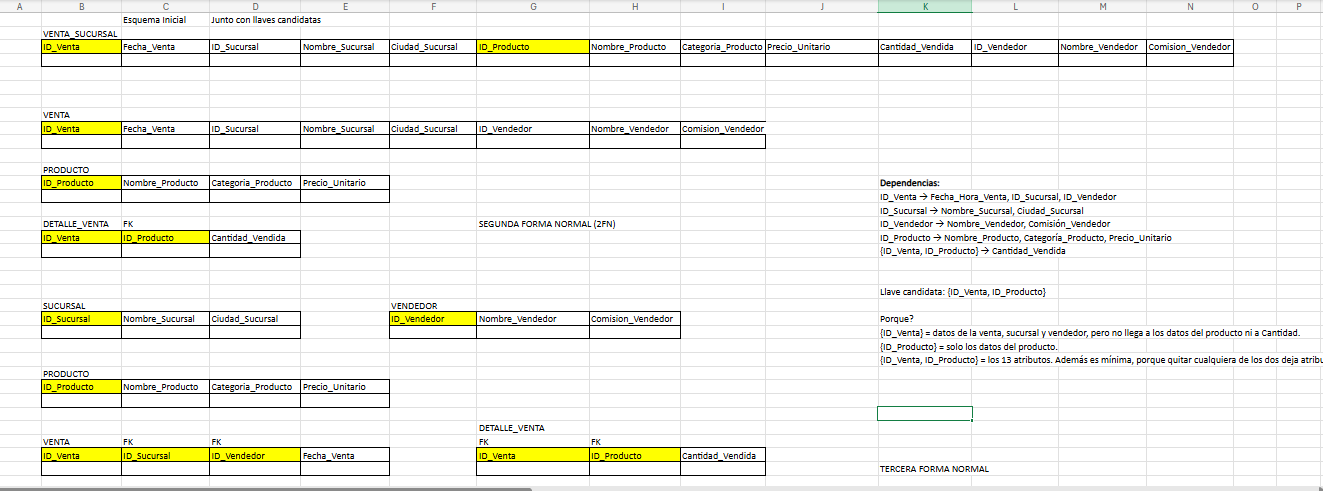 A B C D E F G H I J K L M N O P
Esquema Inicial Junto con llaves candidatas
VENTA_SUCURSAL
ID_Venta Fecha_Venta ID_Sucursal Nombre_Sucursal Ciudad_Sucursal ID_Producto Nombre_Producto Categoria_Producto Precio_Unitario Cantidad_Vendida ID_Vendedor Nombre_Vendedor Comision_Vendedor
VENTA
ID_Venta Fecha_Venta ID_Sucursal Nombre_Sucursal Ciudad_Sucursal ID_Vendedor Nombre_Vendedor Comision_Vendedor
PRODUCTO
ID_Producto Nombre_Producto Categoria_Producto Precio_Unitario
Dependencias:
ID_Venta → Fecha_Hora_Venta, ID_Sucursal, ID_Vendedor
ID_Sucursal → Nombre_Sucursal, Ciudad_Sucursal
DETALLE_VENTA FK SEGUNDA FORMA NORMAL (2FN)
ID_Vendedor → Nombre_Vendedor, Comisión_Vendedor
ID_Venta ID_Producto Cantidad_Vendida
ID_Producto → Nombre_Producto, Categoría_Producto, Precio_Unitario
{ID_Venta, ID_Producto} → Cantidad_Vendida
Llave candidata: {ID_Venta, ID_Producto}
SUCURSAL VENDEDOR
ID_Sucursal Nombre_Sucursal Ciudad_Sucursal ID_Vendedor Nombre_Vendedor Comision_Vendedor
Porque?
{ID_Venta} = datos de la venta, sucursal y vendedor, pero no llega a los datos del producto ni a Cantidad.
{ID_Producto} = solo los datos del producto.
{ID_Venta, ID_Producto} = los 13 atributos. Además es mínima, porque quitar cualquiera de los dos deja atribu
PRODUCTO
ID_Producto Nombre_Producto Categoria_Producto Precio_Unitario
DETALLE_VENTA
VENTA FK FK FK FK
ID_Venta ID_Sucursal ID_Vendedor Fecha_Venta ID_Venta ID_Producto Cantidad_Vendida
TERCERA FORMA NORMAL